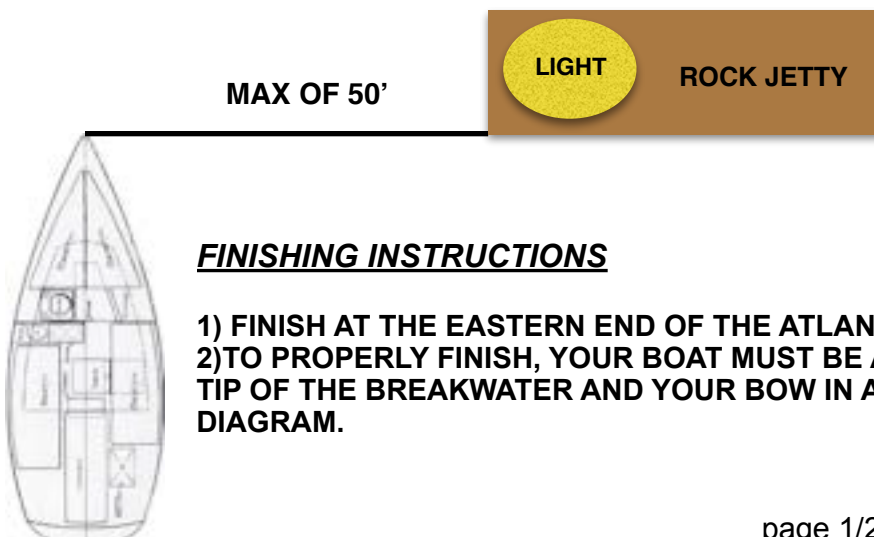 LIGHT
ROCK JETTY
MAX OF 50’
FINISHING INSTRUCTIONS
1) FINISH AT THE EASTERN END OF THE ATLAN
2)TO PROPERLY FINISH, YOUR BOAT MUST BE A
TIP OF THE BREAKWATER AND YOUR BOW IN A
DIAGRAM.
page 1/2